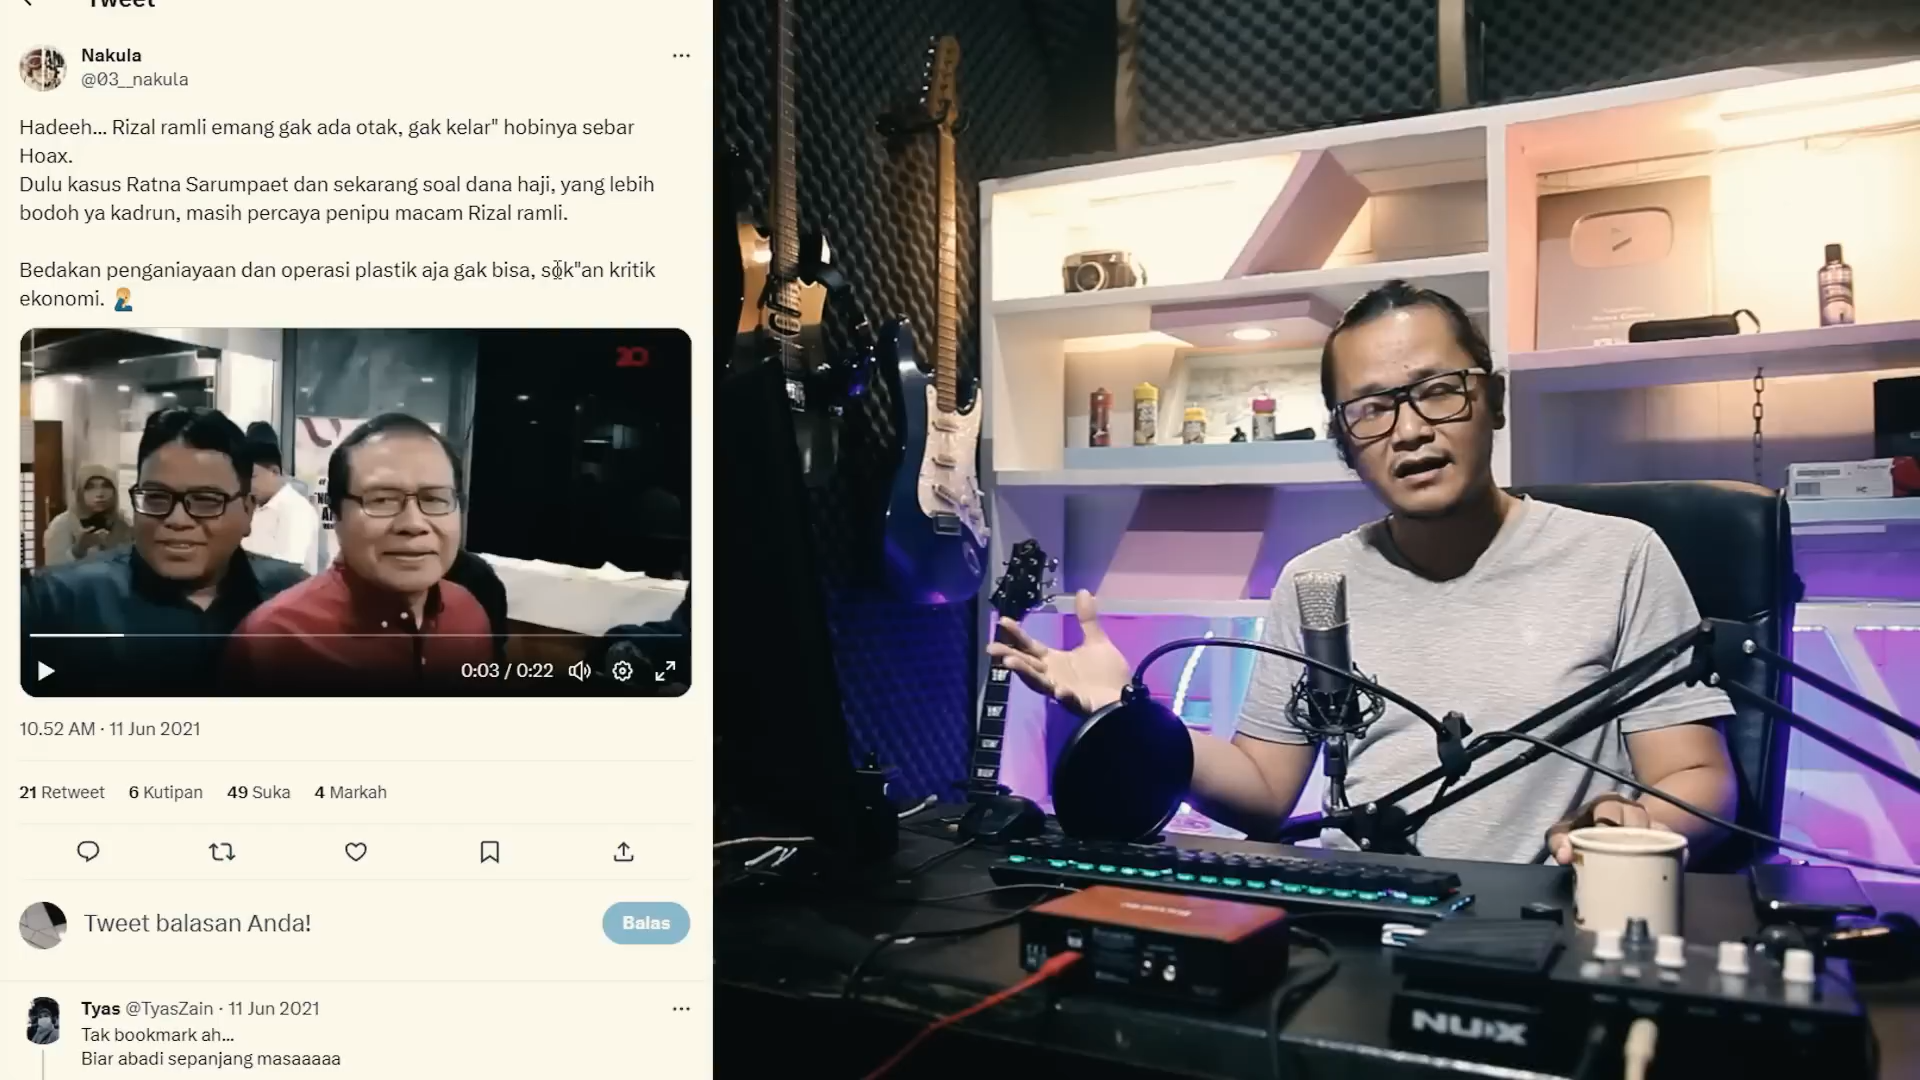 Tweet
Nakula
@03__nakula
Hadeeh... Rizal ramli emang gak ada otak, gak kelar" hobinya sebar
Hoax.
Dulu kasus Ratna Sarumpaet dan sekarang soal dana haji, yang lebih
bodoh ya kadrun, masih percaya penipu macam Rizal ramli.
Bedakan penganiayaan dan operasi plastik aja gak bisa, sok"an kritik
ekonomi.
0:03 / 0:22
10.52 AM · 11 Jun 2021
21 Retweet 6 Kutipan 49 Suka 4 Markah
Tweet balasan Anda!
Balas
Tyas @TyasZain · 11 Jun 2021
Tak bookmark ah...
Biar abadi sepanjang masaaaaa
NUX